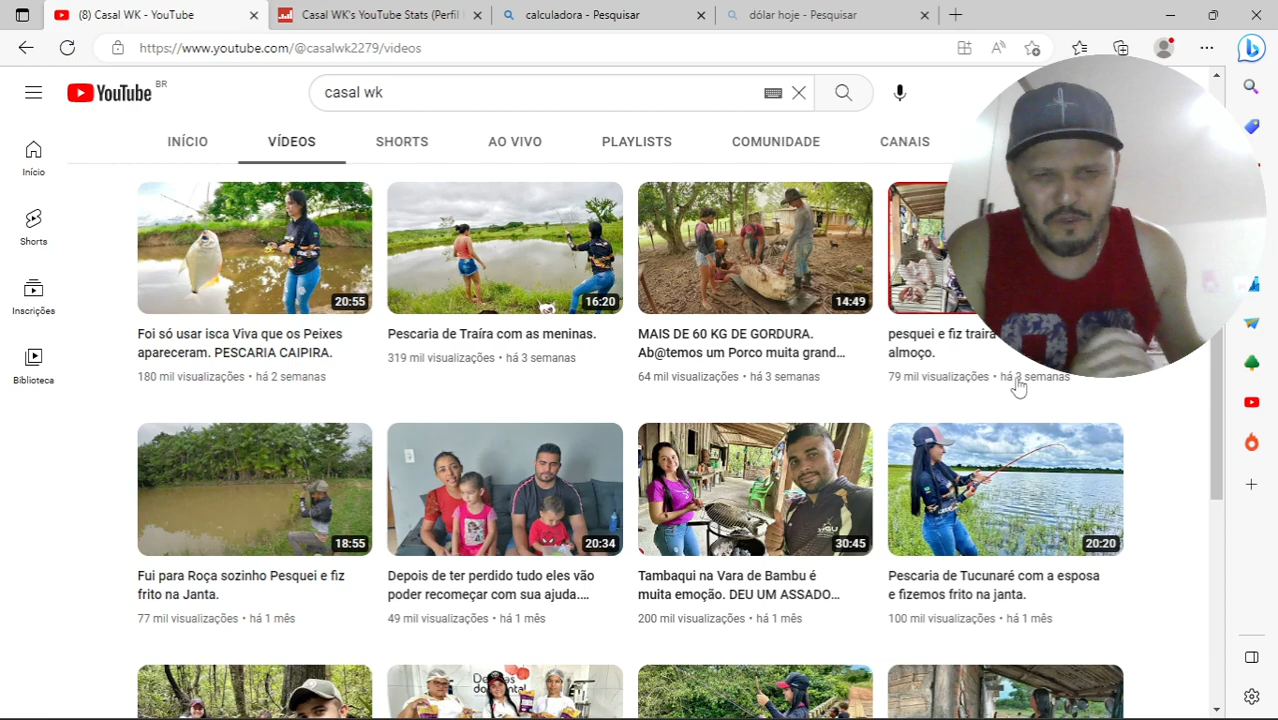 (8) Casal WK - YouTube
Casal WK's YouTube Stats (Perfil
calculadora - Pesquisar
dólar hoje - Pesquisar
https://www.youtube.com/@casalwk2279/videos
YouTube BR
casal wk
INÍCIO
VÍDEOS
SHORTS
AO VIVO
PLAYLISTS
COMUNIDADE
CANAIS
Início
Shorts
Inscrições
Biblioteca
20:55
16:20
14:49
Foi só usar isca Viva que os Peixes
apareceram. PESCARIA CAIPIRA.
180 mil visualizações • há 2 semanas
Pescaria de Traíra com as meninas.
319 mil visualizações • há 3 semanas
MAIS DE 60 KG DE GORDURA.
Ab@temos um Porco muita grand...
64 mil visualizações • há 3 semanas
pesquei e fiz traira
almoço.
79 mil visualizações • há 3 semanas
18:55
20:34
30:45
20:20
Fui para Roça sozinho Pesquei e fiz
frito na Janta.
77 mil visualizações • há 1 mês
Depois de ter perdido tudo eles vão
poder recomeçar com sua ajuda....
49 mil visualizações • há 1 mês
Tambaqui na Vara de Bambu é
muita emoção. DEU UM ASSADO...
200 mil visualizações • há 1 mês
Pescaria de Tucunaré com a esposa
e fizemos frito na janta.
100 mil visualizações • há 1 mês